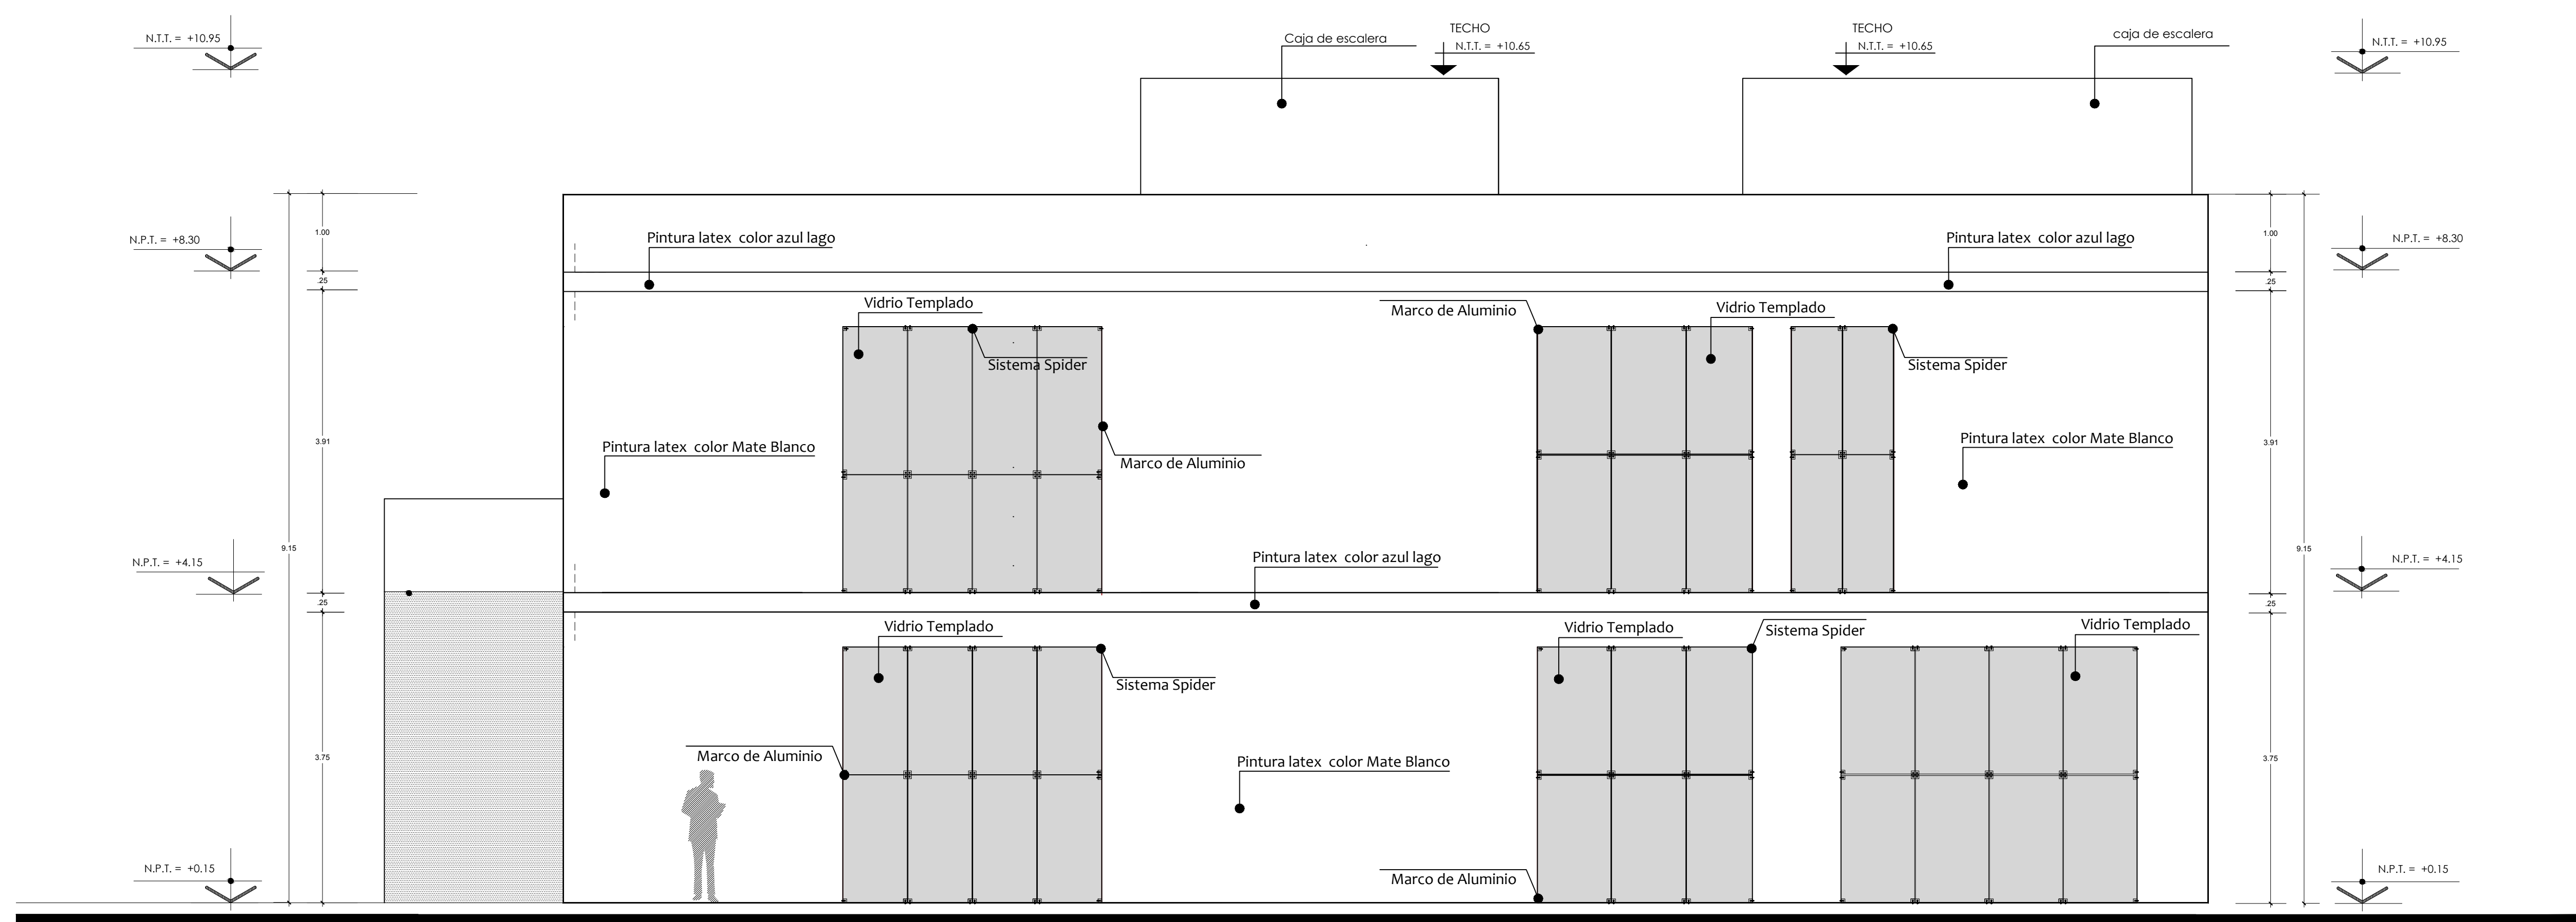 TECHO
TECHO
N.T.T. = +10.95
Caja de escalera
N.T.T. = +10.65
N.T.T. = +10.65
caja de escalera
N.T.T. = +10.95
1.00
1.00
N.P.T. = +8.30
Pintura latex color azul lago
Pintura latex color azul lago
N.P.T. = +8.30
.25
.25
Vidrio Templado
Marco de Aluminio
Vidrio Templado
Sistema Spider
Sistema Spider
3.91
Pintura latex color Mate Blanco
Marco de Aluminio
Pintura latex color Mate Blanco
3.91
9.15
Pintura latex color azul lago
9.15
N.P.T. = +4.15
N.P.T. = +4.15
.25
.25
Vidrio Templado
Vidrio Templado
Sistema Spider
Vidrio Templado
Sistema Spider
3.75
Marco de Aluminio
Pintura latex color Mate Blanco
3.75
N.P.T. = +0.15
Marco de Aluminio
N.P.T. = +0.15